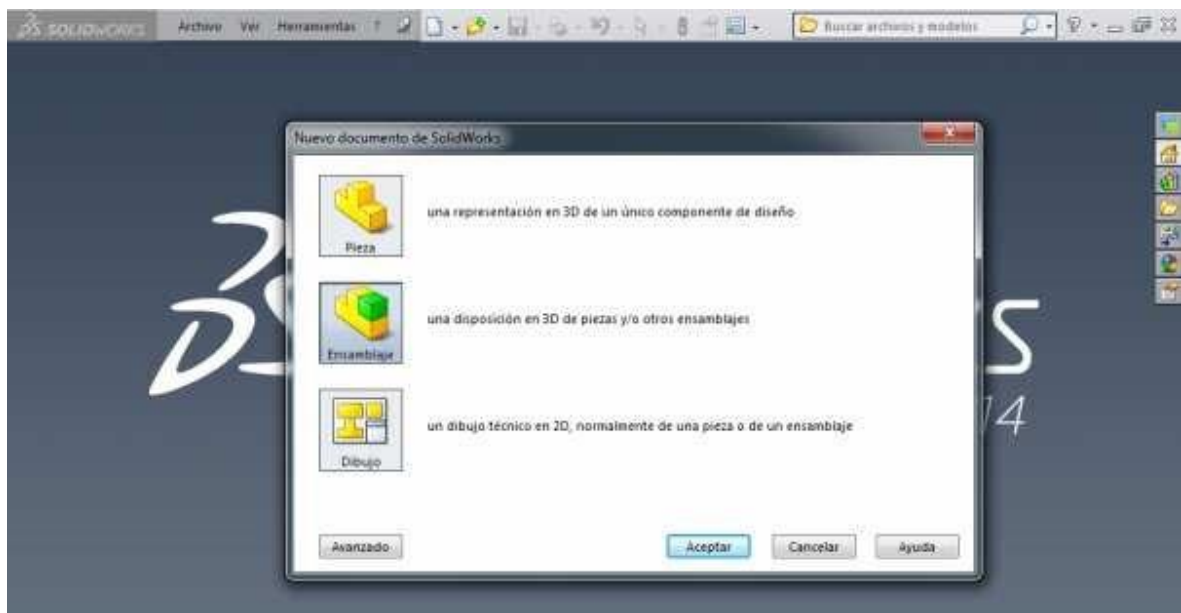 SOLIDWORKS Archivo Ver Herramientas ? Buscar archivos y modelos
Nuevo documento de SolidWorks
Pieza
una representación en 3D de un único componente de diseño
Ensamblaje
una disposición en 3D de piezas y/o otros ensamblajes
Dibujo
un dibujo técnico en 2D, normalmente de una pieza o de un ensamblaje
Avanzado Aceptar Cancelar Ayuda